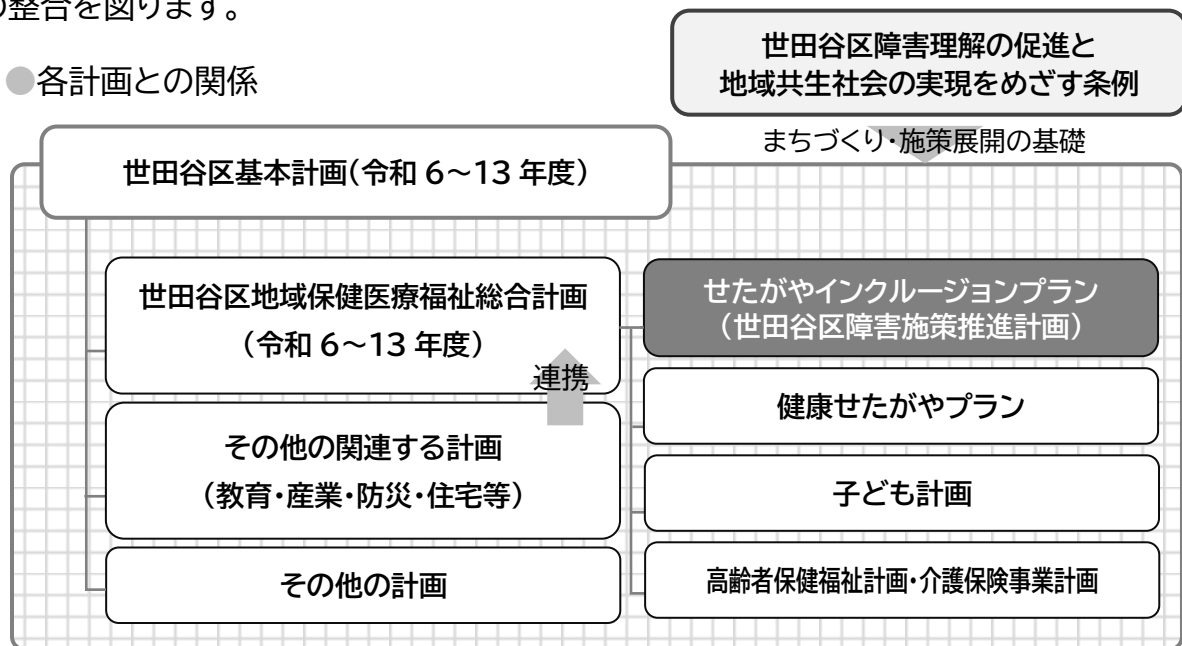 の整合を図ります。
●各計画との関係
世田谷区障害理解の促進と
地域共生社会の実現をめざす条例
まちづくり・施策展開の基礎
世田谷区基本計画(令和 6～13 年度)
世田谷区地域保健医療福祉総合計画
(令和 6～13 年度)
連携
その他の関連する計画
(教育・産業・防災・住宅等)
その他の計画
せたがやインクルージョンプラン
(世田谷区障害施策推進計画)
健康せたがやプラン
子ども計画
高齢者保健福祉計画・介護保険事業計画